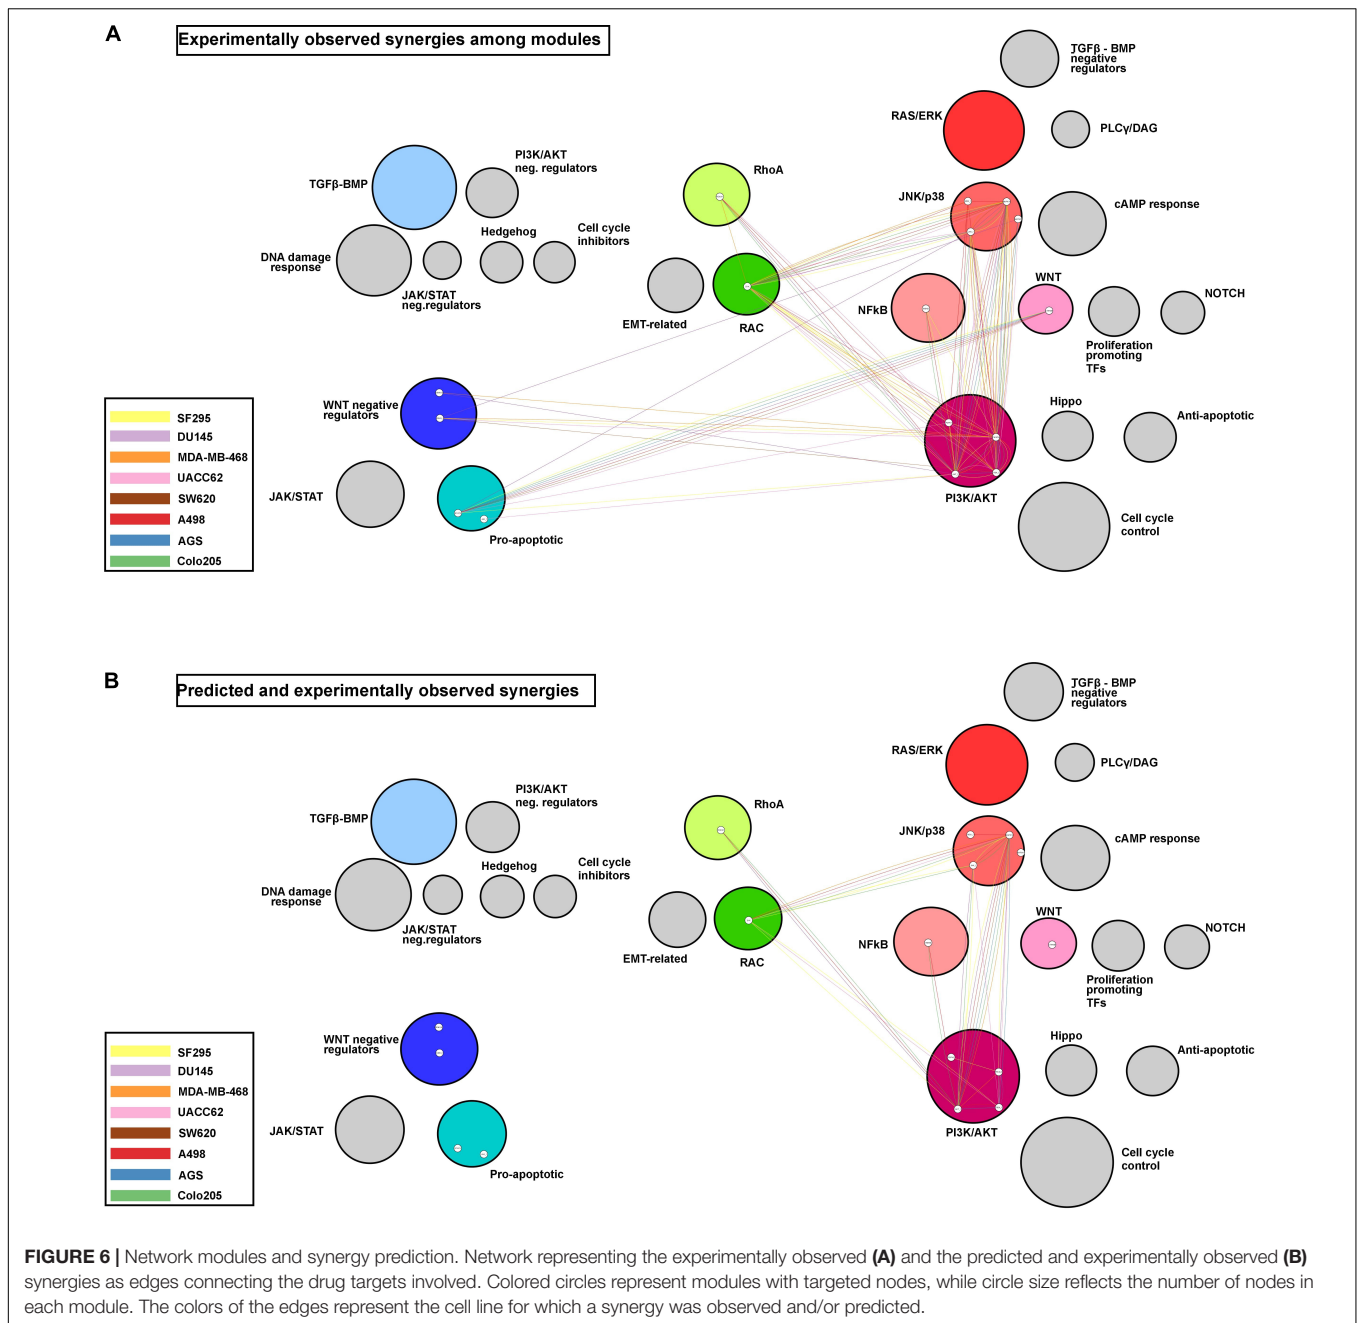 A
Experimentally observed synergies among modules
TGFβ - BMP
negative
regulators
RAS/ERK
PLCγ/DAG
PI3K/AKT
neg. regulators
TGFβ-BMP
RhoA
JNK/p38
cAMP response
Hedgehog
Cell cycle
inhibitors
DNA damage
response
JAK/STAT
neg.regulators
EMT-related
RAC
NFkB
WNT
NOTCH
Proliferation
promoting
TFs
WNT negative
regulators
Hippo
Anti-apoptotic
JAK/STAT
Pro-apoptotic
PI3K/AKT
Cell cycle
control
SF295
DU145
MDA-MB-468
UACC62
SW620
A498
AGS
Colo205
B
Predicted and experimentally observed synergies
TGFβ - BMP
negative
regulators
RAS/ERK
PLCγ/DAG
PI3K/AKT
neg. regulators
TGFβ-BMP
RhoA
JNK/p38
cAMP response
Hedgehog
Cell cycle
inhibitors
DNA damage
response
JAK/STAT
neg.regulators
EMT-related
RAC
NFkB
WNT
NOTCH
Proliferation
promoting
TFs
WNT negative
regulators
Hippo
Anti-apoptotic
JAK/STAT
Pro-apoptotic
PI3K/AKT
Cell cycle
control
SF295
DU145
MDA-MB-468
UACC62
SW620
A498
AGS
Colo205
FIGURE 6 | Network modules and synergy prediction. Network representing the experimentally observed (A) and the predicted and experimentally observed (B)
synergies as edges connecting the drug targets involved. Colored circles represent modules with targeted nodes, while circle size reflects the number of nodes in
each module. The colors of the edges represent the cell line for which a synergy was observed and/or predicted.